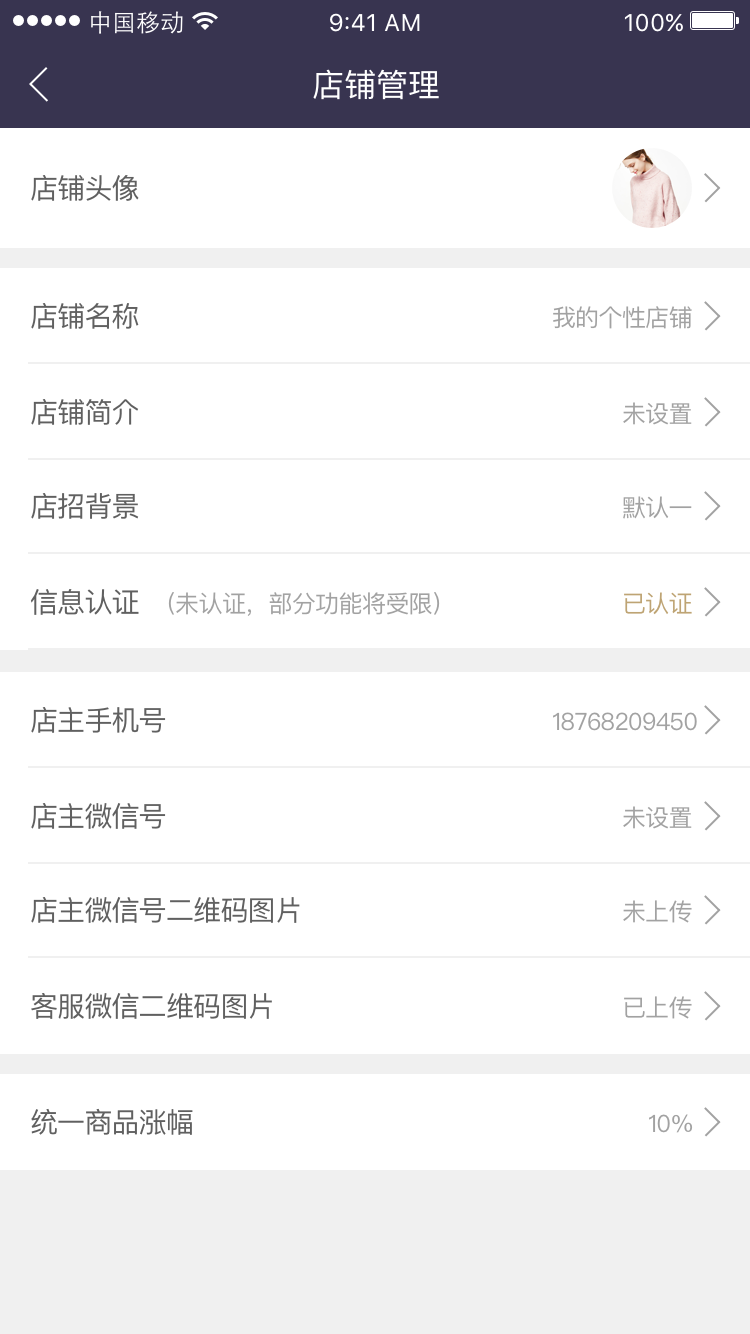 中国移动 9:41 AM 100%
店铺管理
店铺头像
店铺名称 我的个性店铺
店铺简介 未设置
店招背景 默认一
信息认证 (未认证，部分功能将受限) 已认证
店主手机号 18768209450
店主微信号 未设置
店主微信号二维码图片 未上传
客服微信二维码图片 已上传
统一商品涨幅 10%